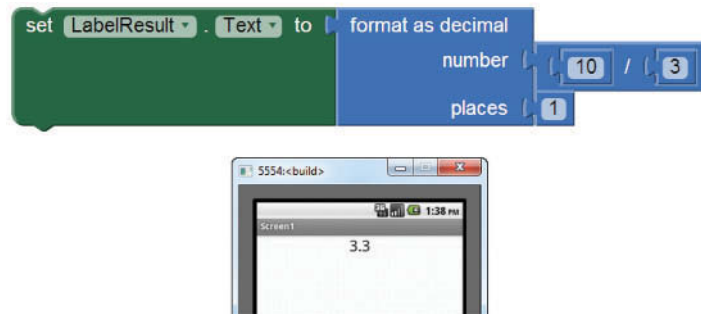 set LabelResult . Text to format as decimal
number 10 / 3
places 1
5554:<build>
1:38 PM
Screen1
3.3